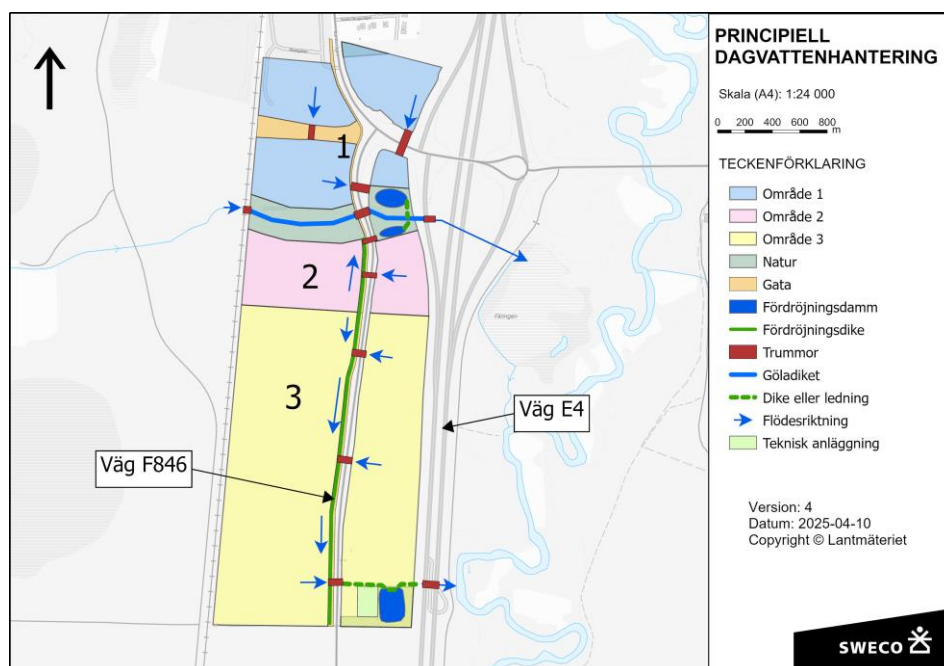 PRINCIPIELL
DAGVATTENHANTERING
Skala (A4): 1:24 000
0 200 400 600 800
m
TECKENFÖRKLARING
Område 1
Område 2
Område 3
Natur
Gata
Fördröjningsdamm
Fördröjningsdike
Trummor
Göladiket
Dike eller ledning
Flödesriktning
Teknisk anläggning
Version: 4
Datum: 2025-04-10
Copyright © Lantmäteriet
SWECO
1
2
3
Väg E4
Väg F846